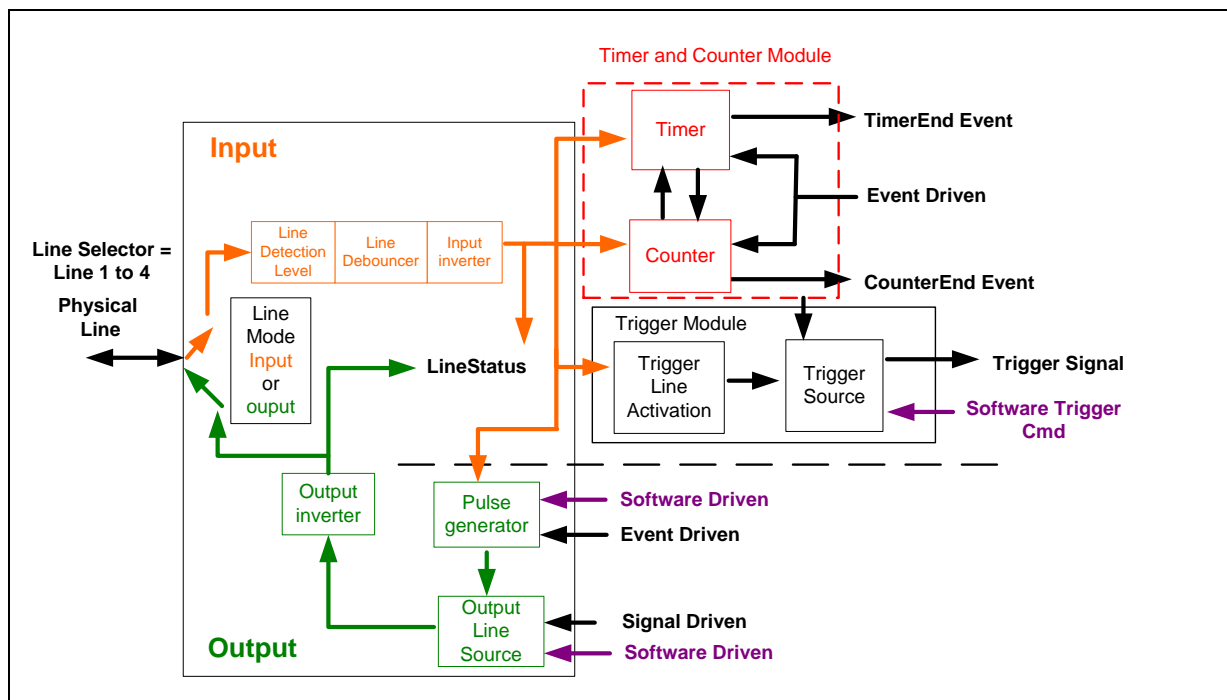 Timer and Counter Module
Timer
TimerEnd Event
Event Driven
Counter
CounterEnd Event
Input
Line Selector =
Line 1 to 4
Physical
Line
Line
Detection
Level
Line
Debouncer
Input
inverter
Line
Mode
Input
or
ouput
LineStatus
Trigger Module
Trigger
Line
Activation
Trigger
Source
Trigger Signal
Software Trigger
Cmd
Output
inverter
Pulse
generator
Software Driven
Event Driven
Output
Line
Source
Signal Driven
Software Driven
Output